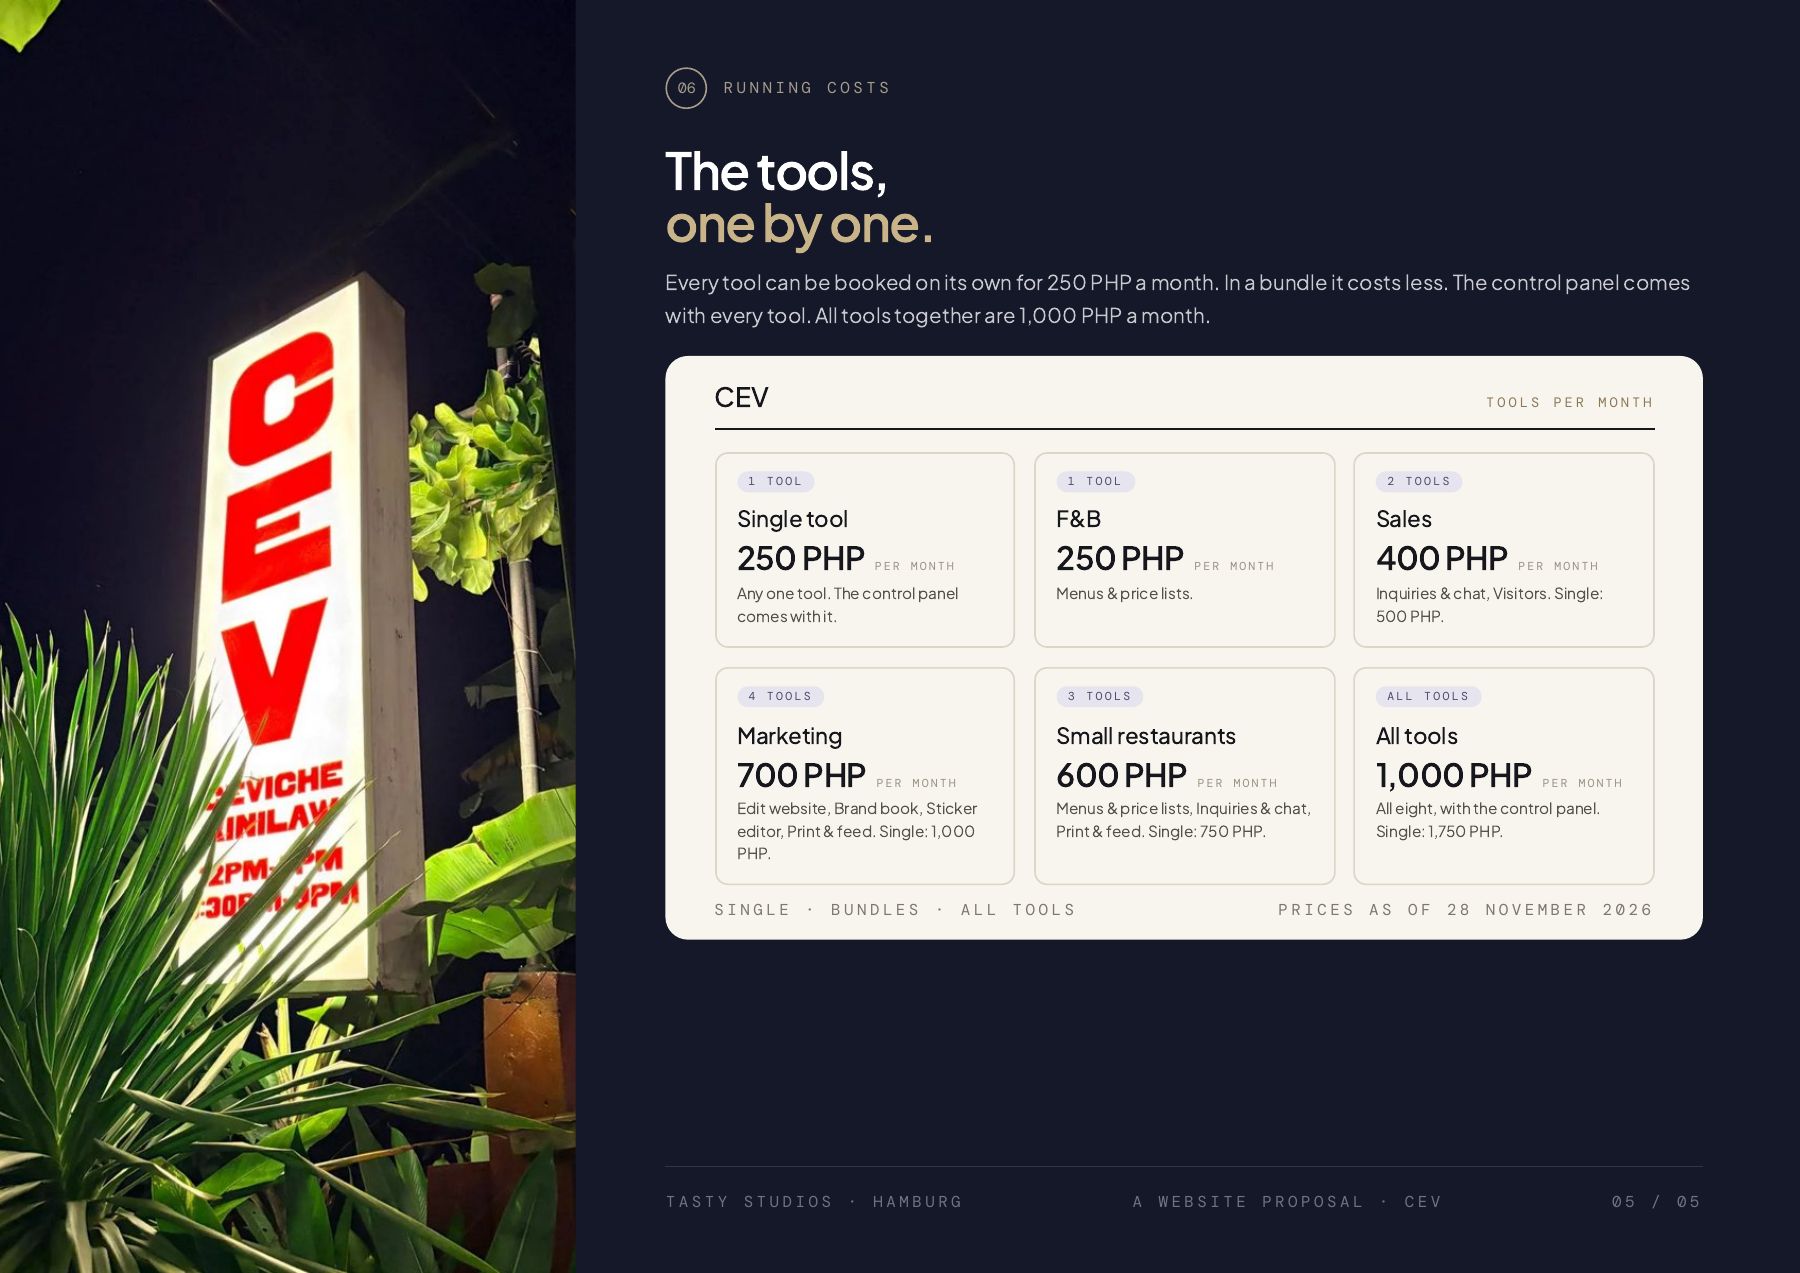 C
E
V
06 RUNNING COSTS
The tools,
one by one.
Every tool can be booked on its own for 250 PHP a month. In a bundle it costs less. The control panel comes
with every tool. All tools together are 1,000 PHP a month.
CEV
TOOLS PER MONTH
1 TOOL
Single tool
250 PHP PER MONTH
Any one tool. The control panel
comes with it.
1 TOOL
F&B
250 PHP PER MONTH
Menus & price lists.
2 TOOLS
Sales
400 PHP PER MONTH
Inquiries & chat, Visitors. Single:
500 PHP.
4 TOOLS
Marketing
700 PHP PER MONTH
Edit website, Brand book, Sticker
editor, Print & feed. Single: 1,000
PHP.
3 TOOLS
Small restaurants
600 PHP PER MONTH
Menus & price lists, Inquiries & chat,
Print & feed. Single: 750 PHP.
ALL TOOLS
All tools
1,000 PHP PER MONTH
All eight, with the control panel.
Single: 1,750 PHP.
SINGLE · BUNDLES · ALL TOOLS
PRICES AS OF 28 NOVEMBER 2026
TASTY STUDIOS · HAMBURG
A WEBSITE PROPOSAL · CEV
05 / 05